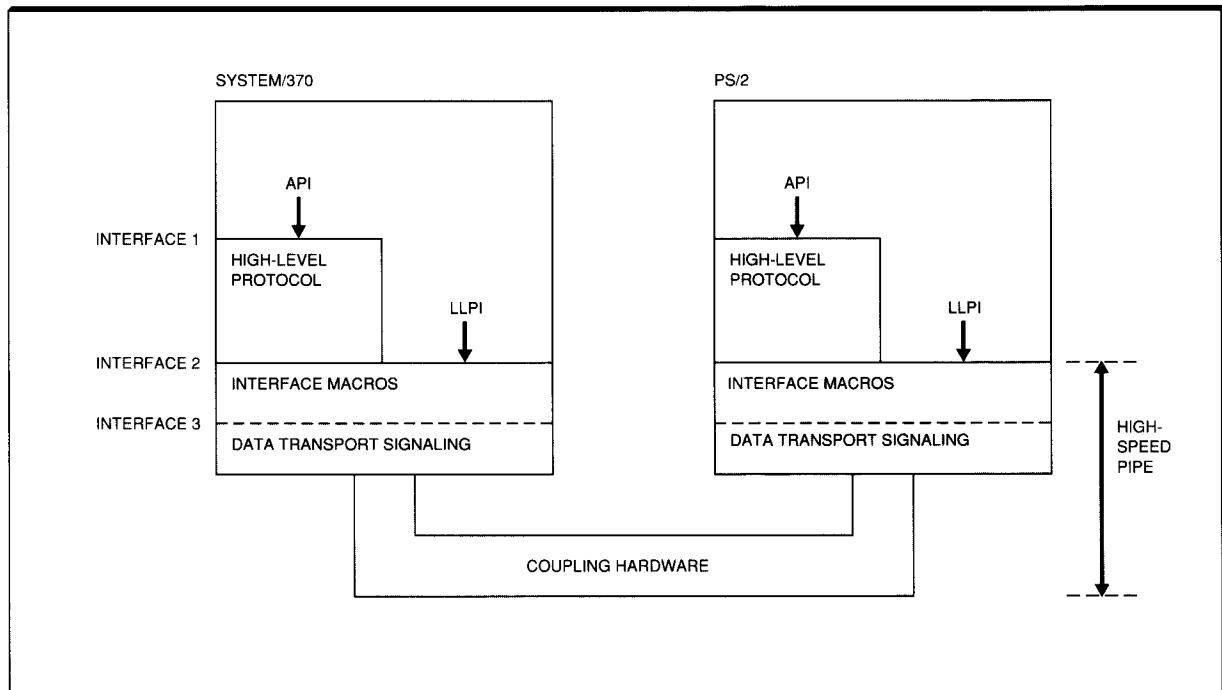 SYSTEM/370
PS/2
API
API
INTERFACE 1
HIGH-LEVEL
PROTOCOL
HIGH-LEVEL
PROTOCOL
LLPI
LLPI
INTERFACE 2
INTERFACE MACROS
INTERFACE MACROS
INTERFACE 3
DATA TRANSPORT SIGNALING
DATA TRANSPORT SIGNALING
HIGH-
SPEED
PIPE
COUPLING HARDWARE